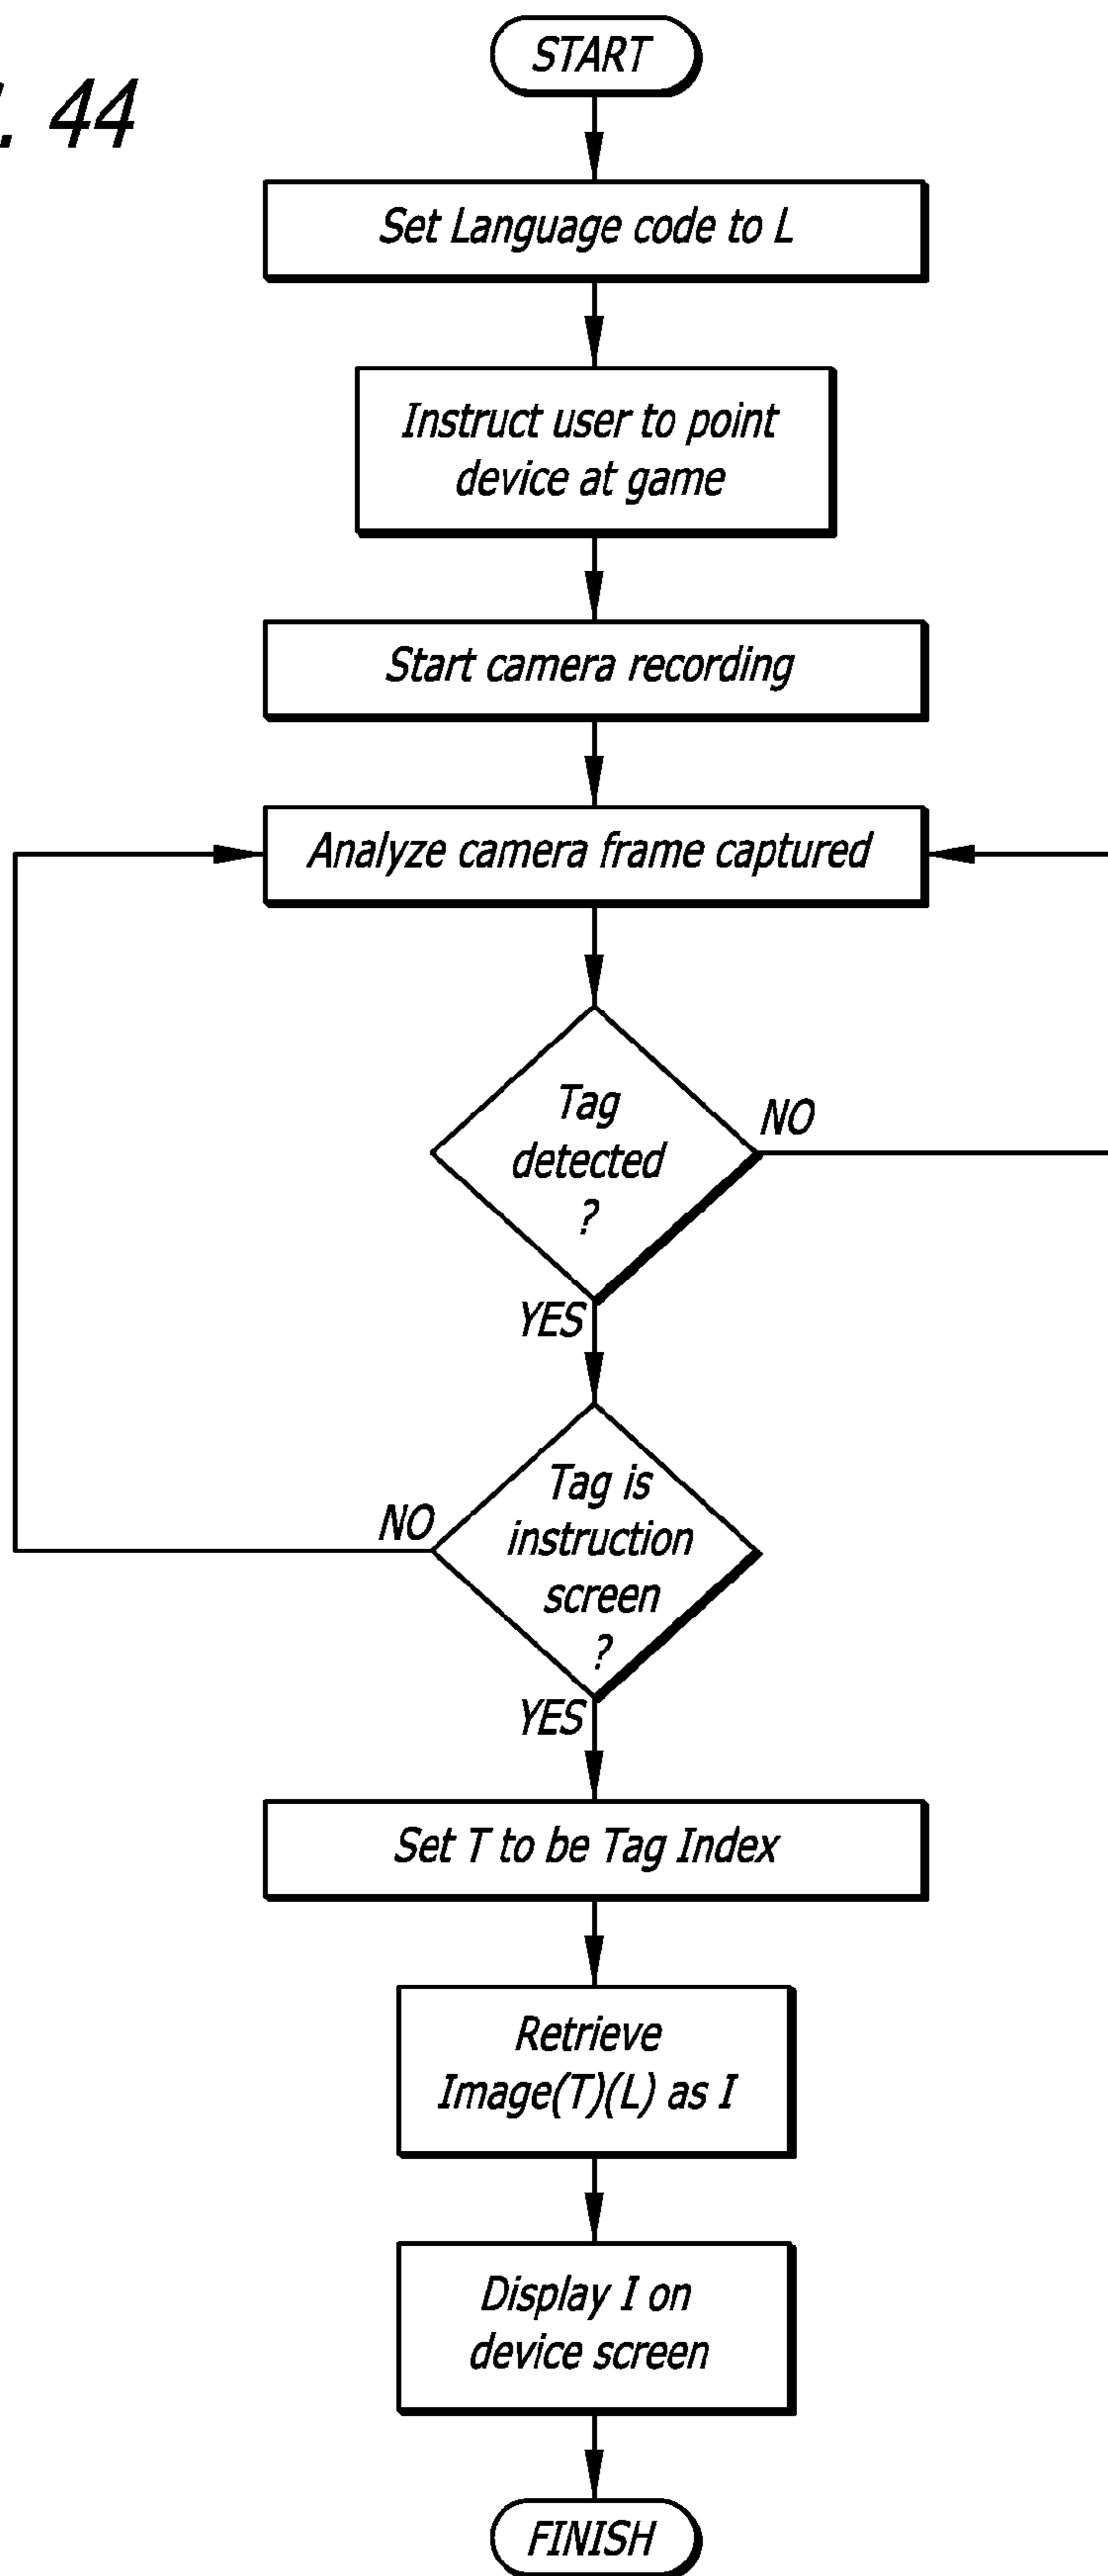 . 44
START
Set Language code to L
Instruct user to point
device at game
Start camera recording
Analyze camera frame captured
Tag
detected
?
NO
YES
Tag is
instruction
screen
?
NO
YES
Set T to be Tag Index
Retrieve
Image(T)(L) as I
Display I on
device screen
FINISH